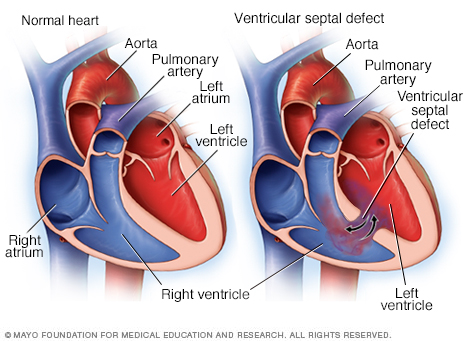 Normal heart
Aorta
Pulmonary
artery
Left
atrium
Left
ventricle
Right
atrium
Right ventricle
Ventricular septal defect
Aorta
Pulmonary
artery
Ventricular
septal
defect
Left
ventricle
© MAYO FOUNDATION FOR MEDICAL EDUCATION AND RESEARCH. ALL RIGHTS RESERVED.